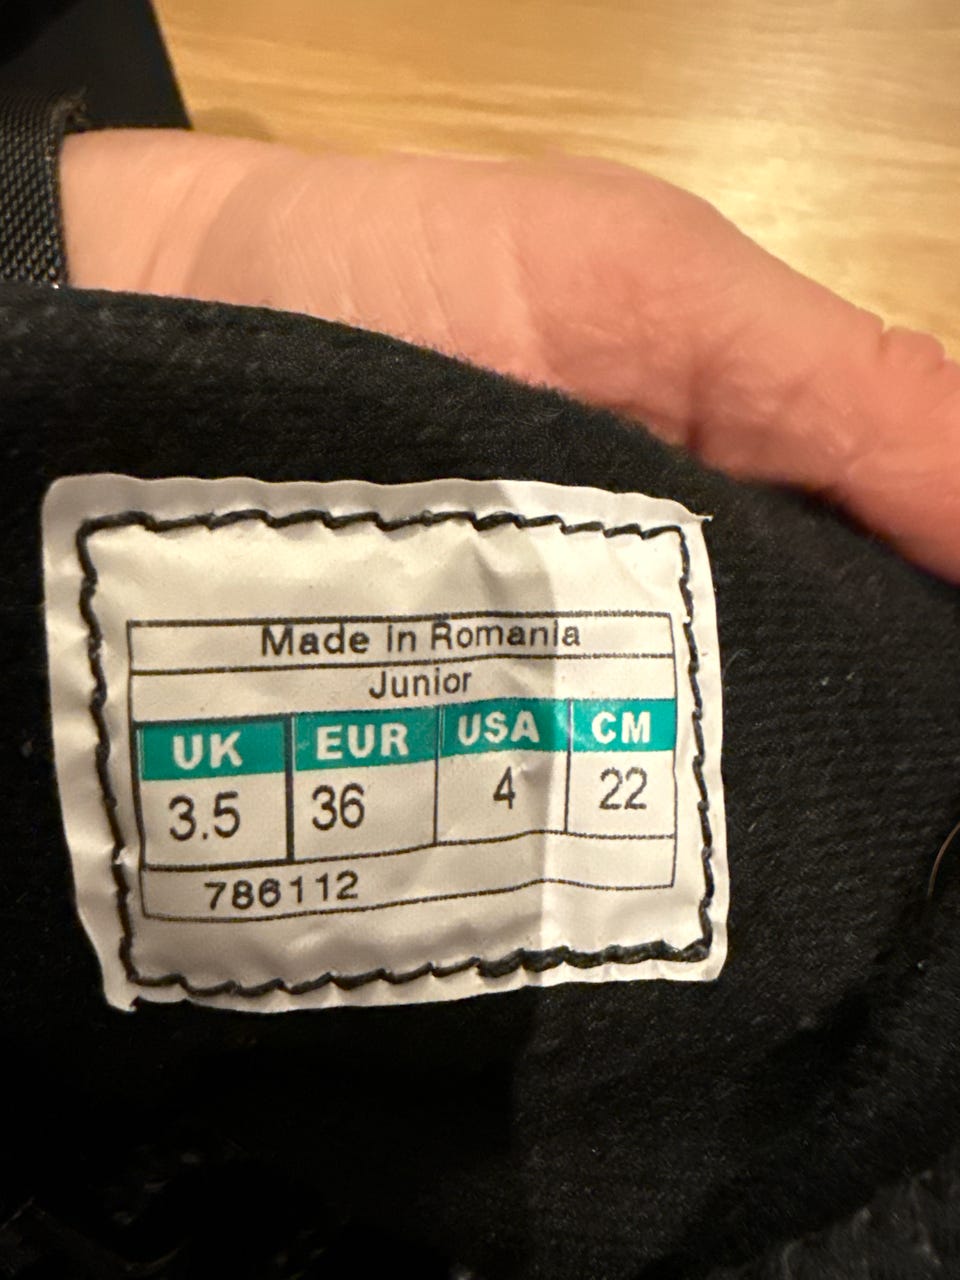 Made in Romania
Junior
UK EUR USA CM
3.5 36 4 22
786112